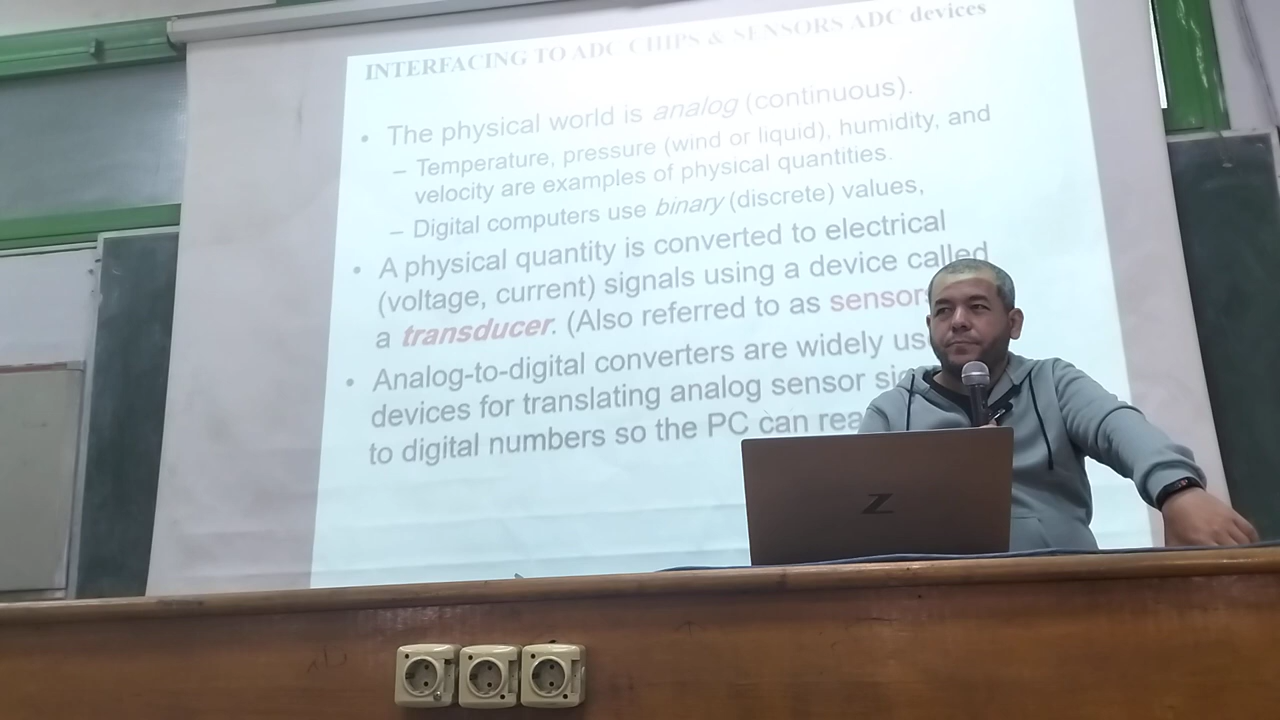 INTERFACING TO ADC CHIPS & SENSORS ADC devices
• The physical world is analog (continuous).
– Temperature, pressure (wind or liquid), humidity, and
velocity are examples of physical quantities.
– Digital computers use binary (discrete) values,
• A physical quantity is converted to electrical
(voltage, current) signals using a device called
a transducer. (Also referred to as sensors
• Analog-to-digital converters are widely
devices for translating analog sensor
to digital numbers so the PC can
Z